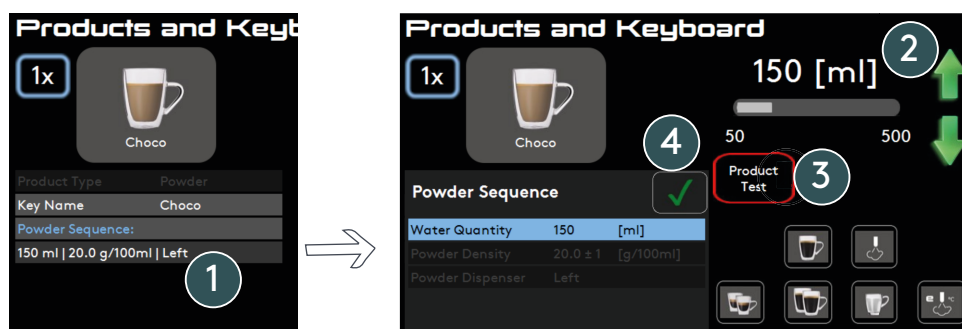 Products and Keyb
1x
Choco
Product Type Powder
Key Name Choco
Powder Sequence:
150 ml | 20.0 g/100ml | Left
1
Products and Keyboard
1x
Choco
150 [ml]
2
50 500
4
Product
Test
3
Powder Sequence
Water Quantity 150 [ml]
Powder Density 20.0 ± 1 [g/100ml]
Powder Dispenser Left
e °C